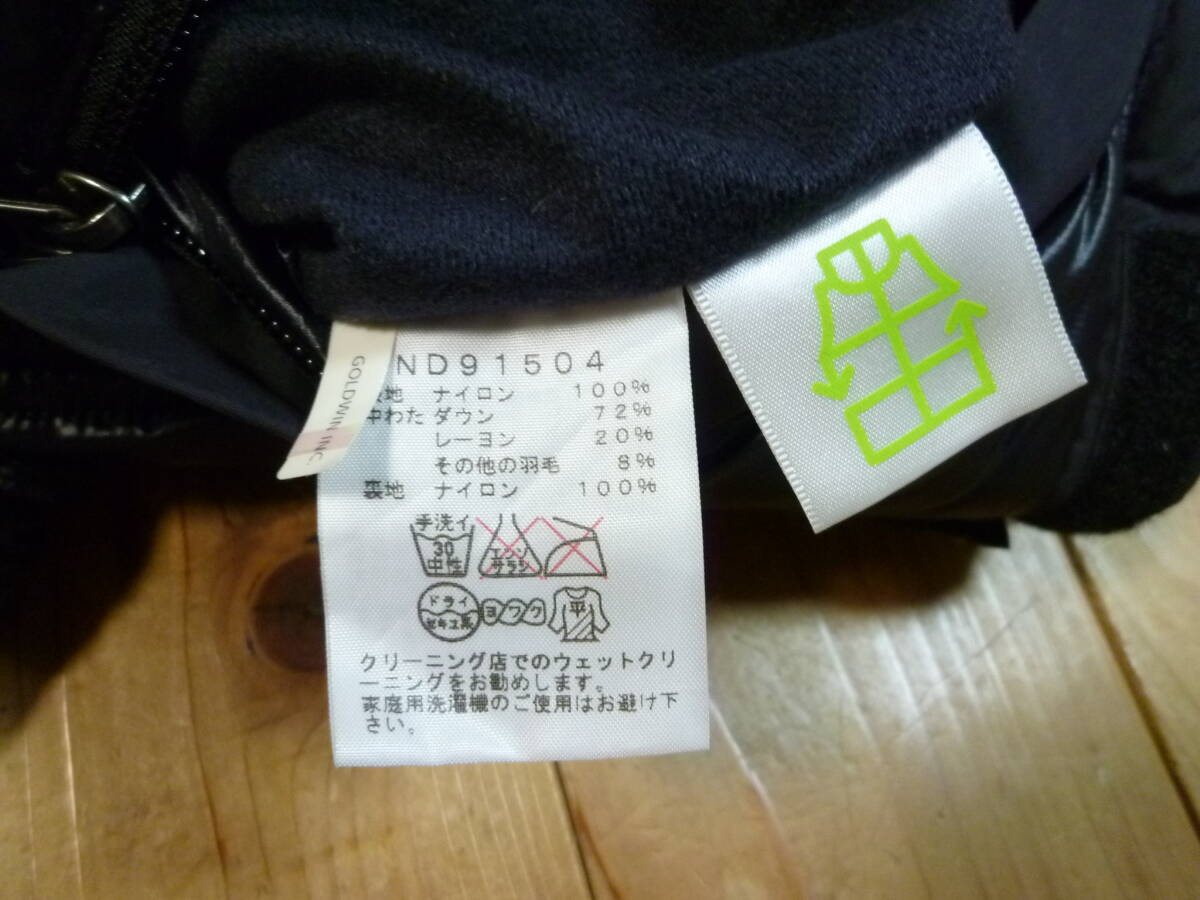 GOLDWIN INC
ND91504
地 ナイロン 100%
中わた ダウン 72%
レーヨン 20%
その他の羽毛 8%
裏地 ナイロン 100%
手洗イ
30
中性
エンソ
サラシ
ドライ
セキユ系
ヨワク
平
クリーニング店でのウェットクリ
ーニングをお勧めします。
家庭用洗濯機のご使用はお避け下
さい。